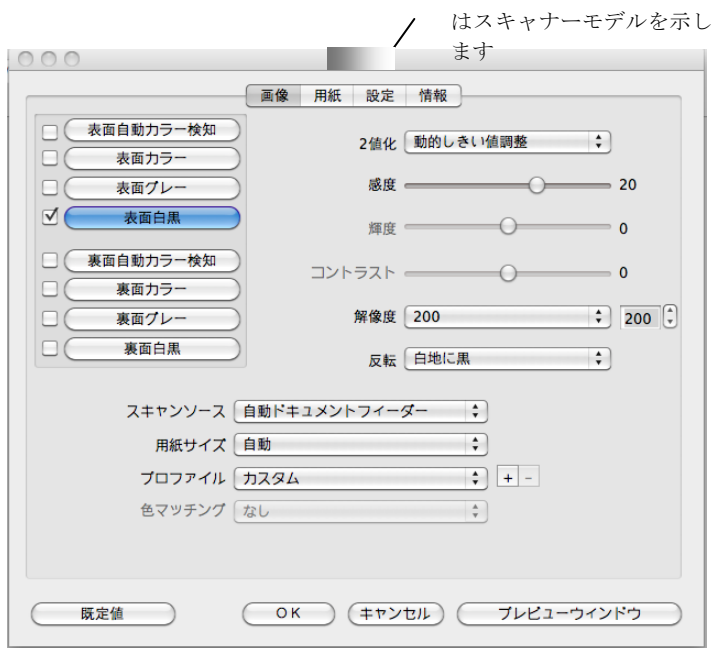 はスキャナーモデルを示し
ます
画像 用紙 設定 情報
表面自動カラー検知
表面カラー
表面グレー
表面白黒
裏面自動カラー検知
裏面カラー
裏面グレー
裏面白黒
2値化 動的しきい値調整
感度 20
輝度 0
コントラスト 0
解像度 200 200
反転 白地に黒
スキャンソース 自動ドキュメントフィーダー
用紙サイズ 自動
プロファイル カスタム + -
色マッチング なし
既定値 OK キャンセル プレビューウインドウ